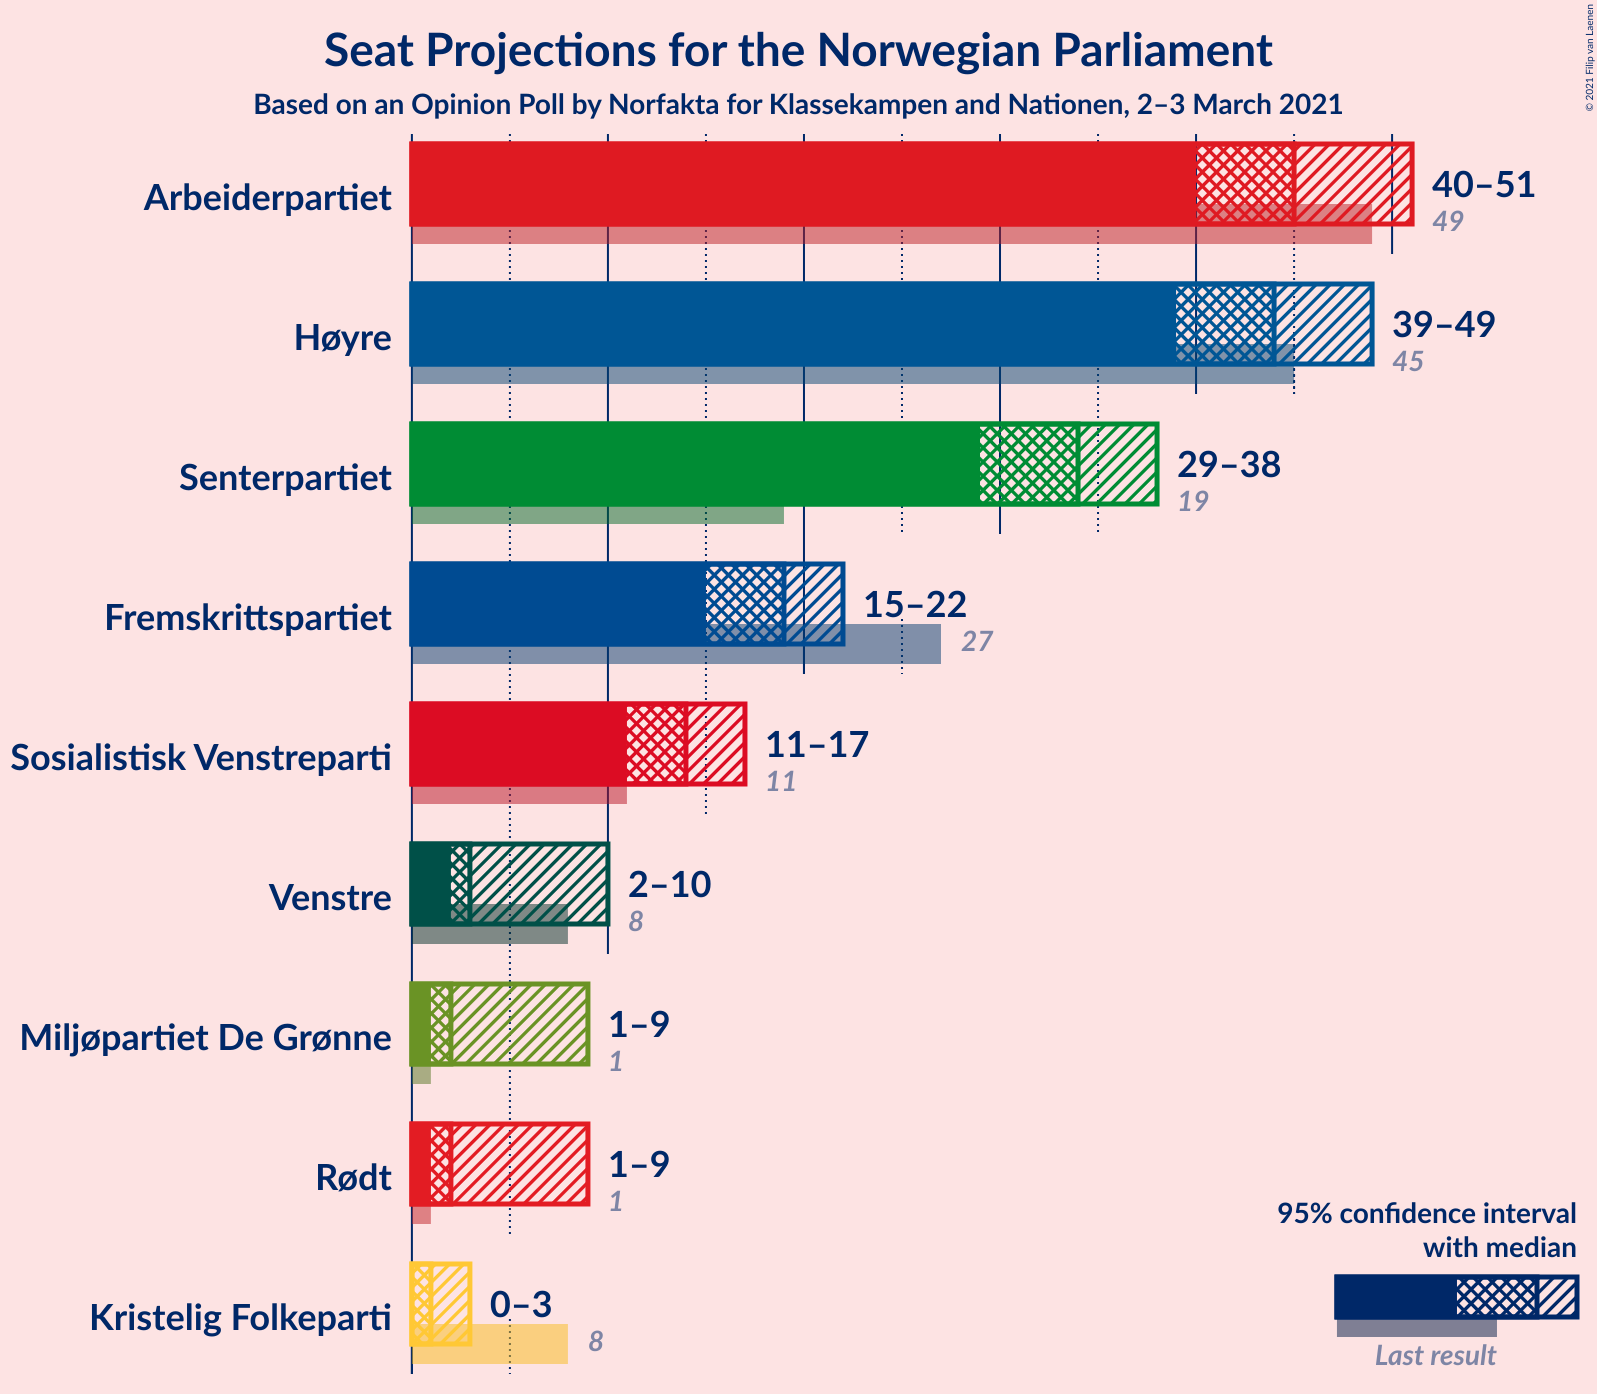 Seat Projections for the Norwegian Parliament
Based on an Opinion Poll by Norfakta for Klassekampen and Nationen, 2–3 March 2021
© 2021 Filip van Laenen
Arbeiderpartiet
40–51
49
Høyre
39–49
45
Senterpartiet
29–38
19
Fremskrittspartiet
15–22
27
Sosialistisk Venstreparti
11–17
11
Venstre
2–10
8
Miljøpartiet De Grønne
1–9
1
Rødt
1–9
1
Kristelig Folkeparti
0–3
8
95% confidence interval
with median
Last result